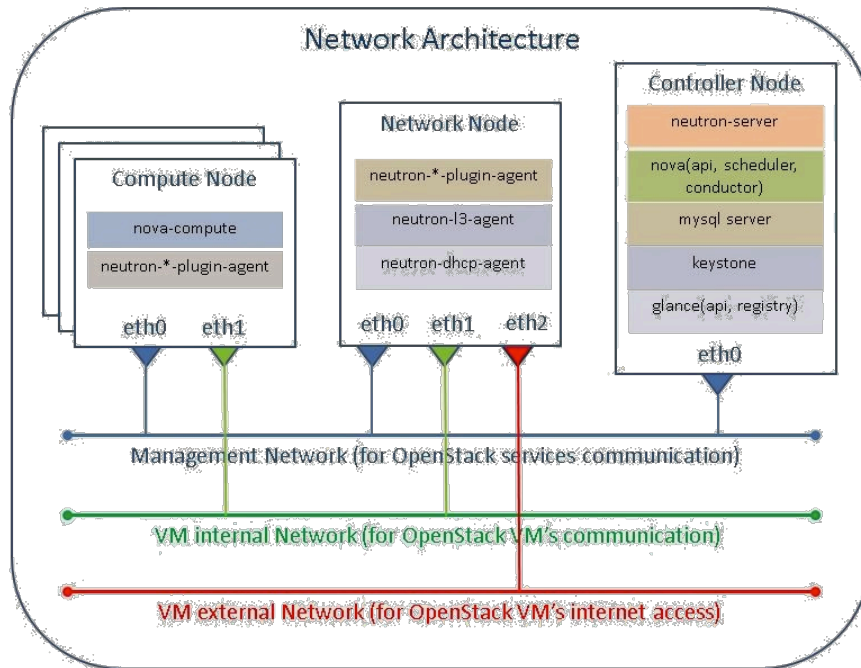 Network Architecture
Compute Node
nova-compute
neutron-*-plugin-agent
eth0
eth1
Network Node
neutron-*-plugin-agent
neutron-l3-agent
neutron-dhcp-agent
eth0
eth1
eth2
Controller Node
neutron-server
nova(api, scheduler,
conductor)
mysql server
keystone
glance(api, registry)
eth0
Management Network (for OpenStack services communication)
VM internal Network (for OpenStack VM's communication)
VM external Network (for OpenStack VM's internet access)